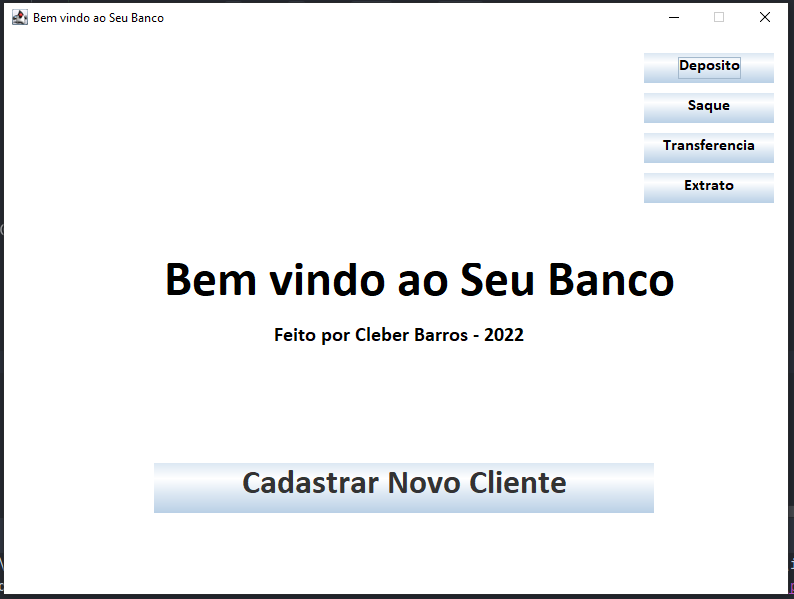 Bem vindo ao Seu Banco
Deposito
Saque
Transferencia
Extrato
Bem vindo ao Seu Banco
Feito por Cleber Barros - 2022
Cadastrar Novo Cliente